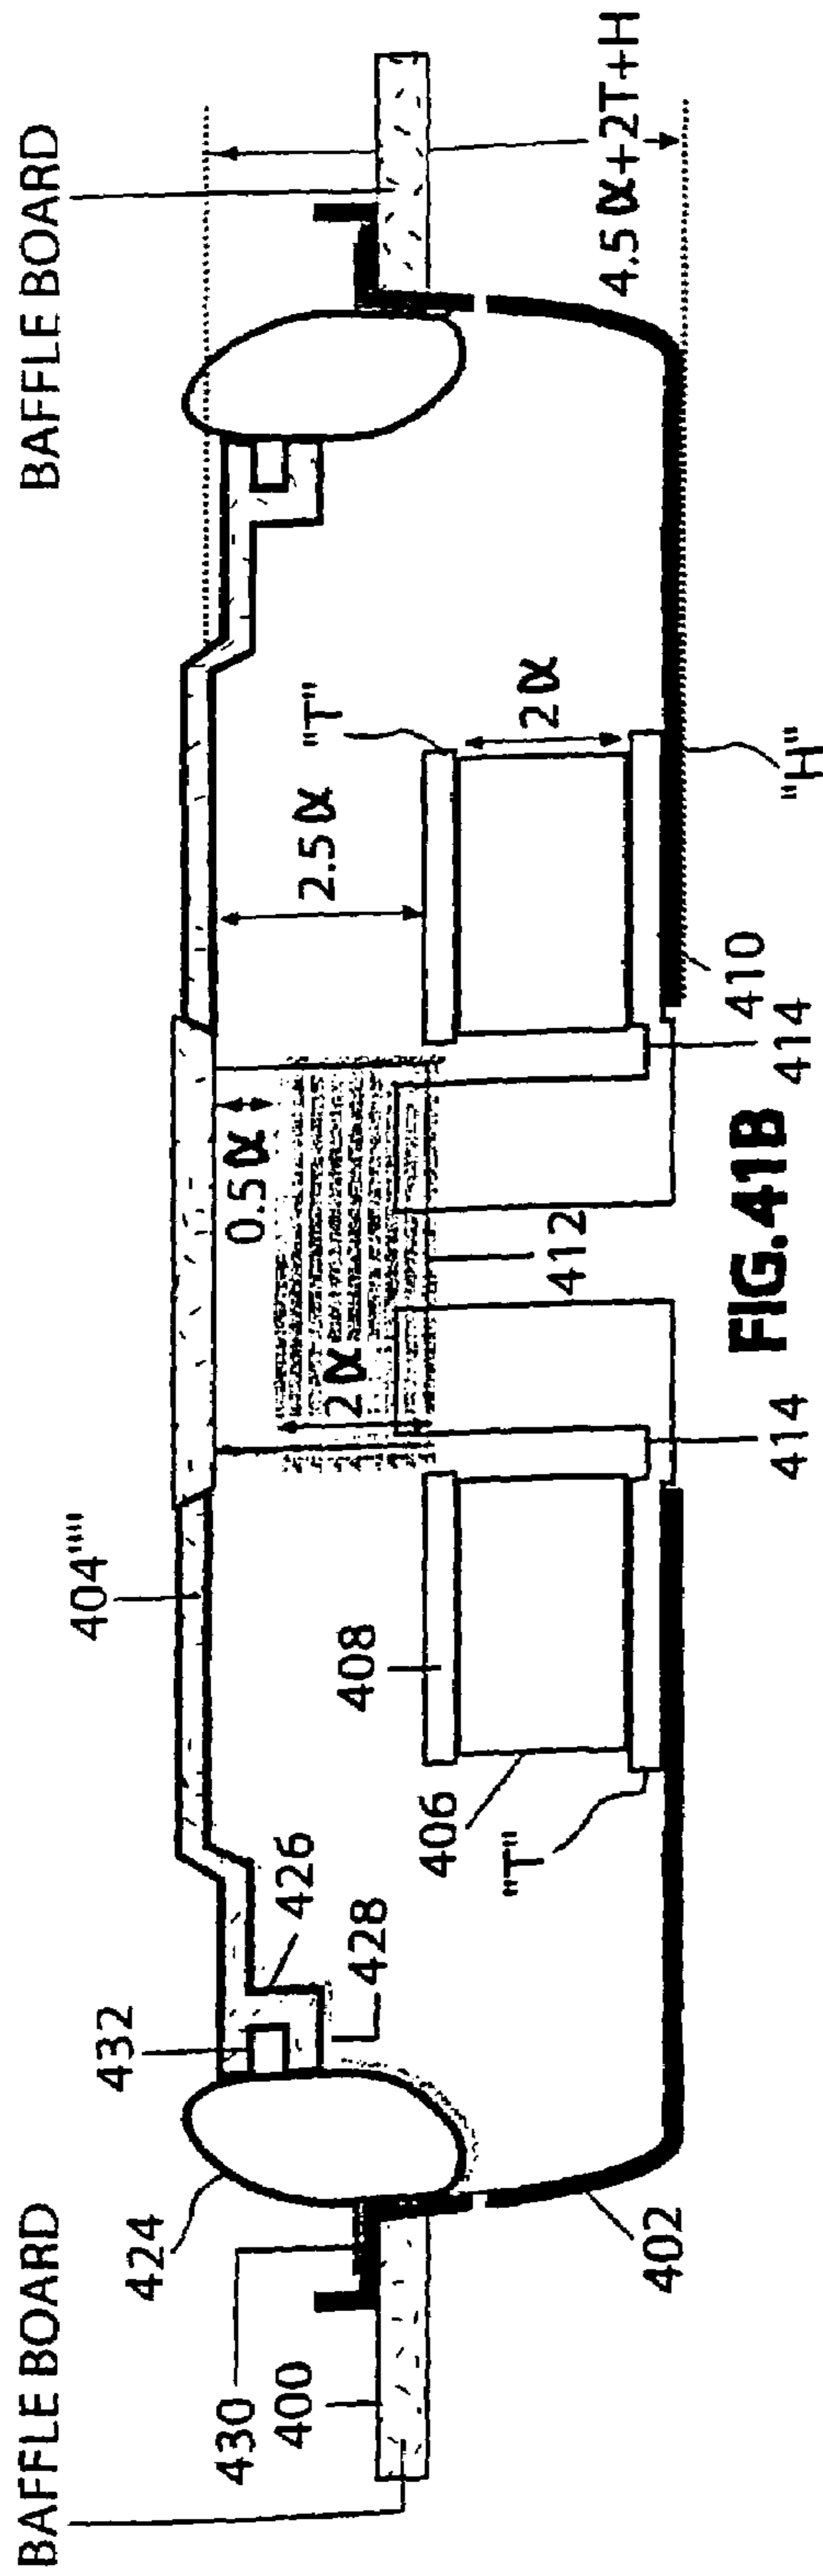 BAFFLE BOARD
BAFFLE BOARD
404""
424
432
426
428
430
400
402
408
406
"T"
2α
0.5α
2.5α
"T"
2α
412
414
414
410
"H"
4.5α+2T+H
FIG.41B